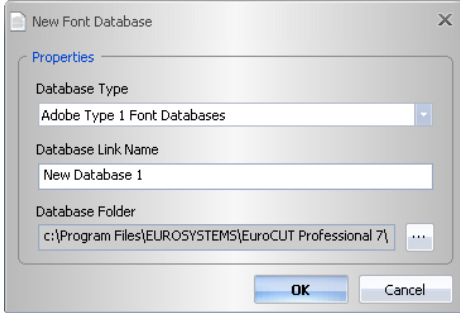 New Font Database
Properties
Database Type
Adobe Type 1 Font Databases
Database Link Name
New Database 1
Database Folder
c:\Program Files\EUROSYSTEMS\EuroCUT Professional 7\
...
OK Cancel